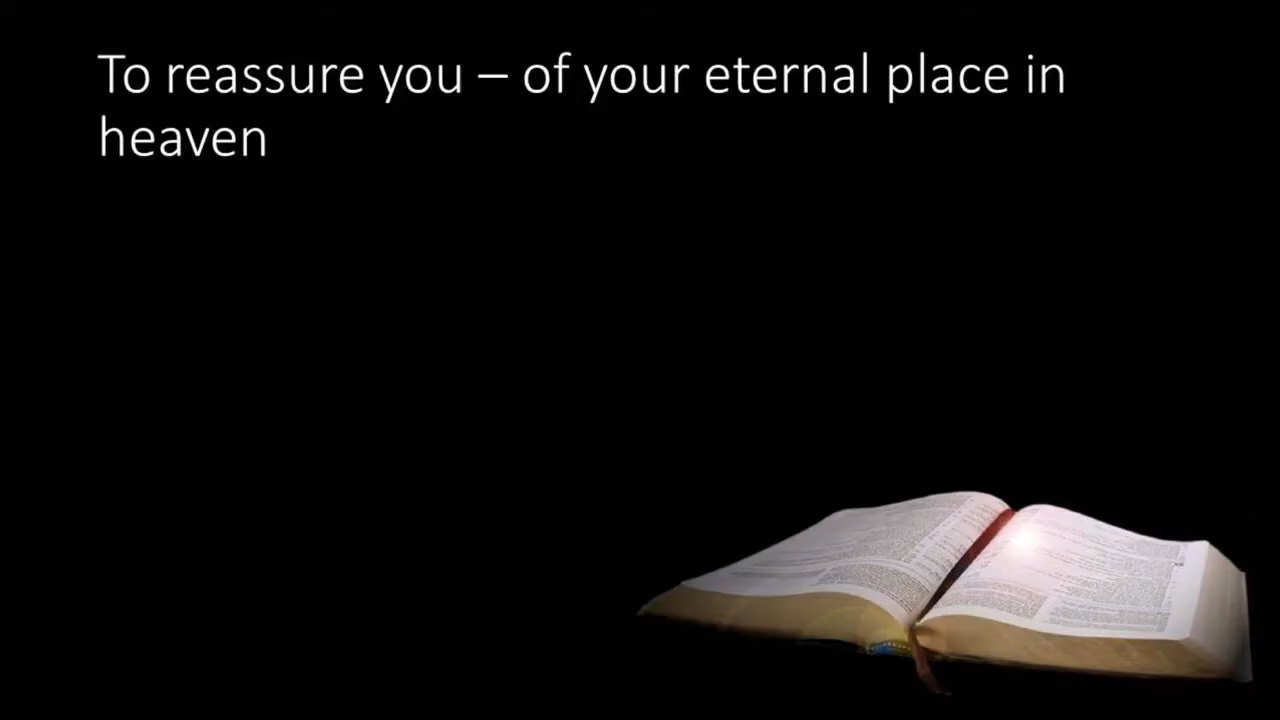 To reassure you – of your eternal place in
heaven